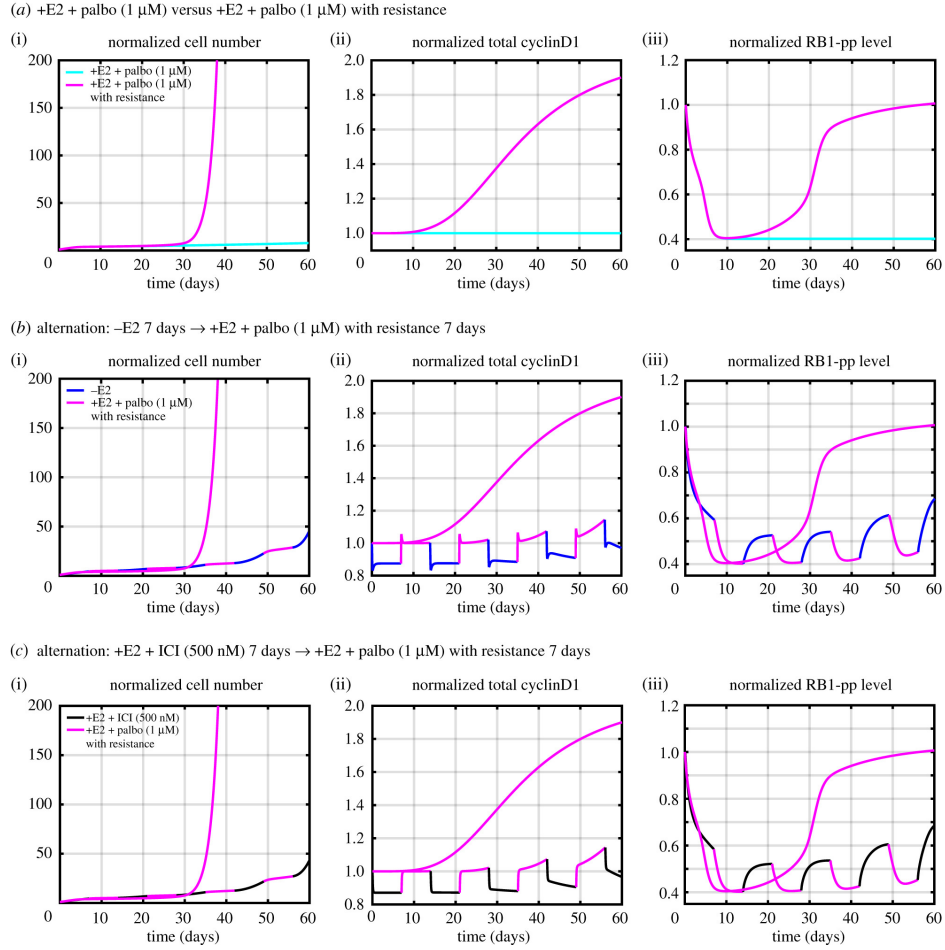 (a) +E2 + palbo (1 µM) versus +E2 + palbo (1 µM) with resistance
(i) normalized cell number
(ii) normalized total cyclinD1
(iii) normalized RB1-pp level
200
150
100
50
0
+E2 + palbo (1 µM)
+E2 + palbo (1 µM)
with resistance
10 20 30 40 50 60
time (days)
2.0
1.8
1.6
1.4
1.2
1.0
0 10 20 30 40 50 60
time (days)
1.2
1.0
0.8
0.6
0.4
0 10 20 30 40 50 60
time (days)
(b) alternation: –E2 7 days → +E2 + palbo (1 µM) with resistance 7 days
(i) normalized cell number
(ii) normalized total cyclinD1
(iii) normalized RB1-pp level
200
150
100
50
0
–E2
+E2 + palbo (1 µM)
with resistance
10 20 30 40 50 60
time (days)
2.0
1.8
1.6
1.4
1.2
1.0
0.8
0 10 20 30 40 50 60
time (days)
1.2
1.0
0.8
0.6
0.4
0 10 20 30 40 50 60
time (days)
(c) alternation: +E2 + ICI (500 nM) 7 days → +E2 + palbo (1 µM) with resistance 7 days
(i) normalized cell number
(ii) normalized total cyclinD1
(iii) normalized RB1-pp level
200
150
100
50
0
+E2 + ICI (500 nM)
+E2 + palbo (1 µM)
with resistance
10 20 30 40 50 60
time (days)
2.0
1.8
1.6
1.4
1.2
1.0
0.8
0 10 20 30 40 50 60
time (days)
1.2
1.0
0.8
0.6
0.4
0 10 20 30 40 50 60
time (days)